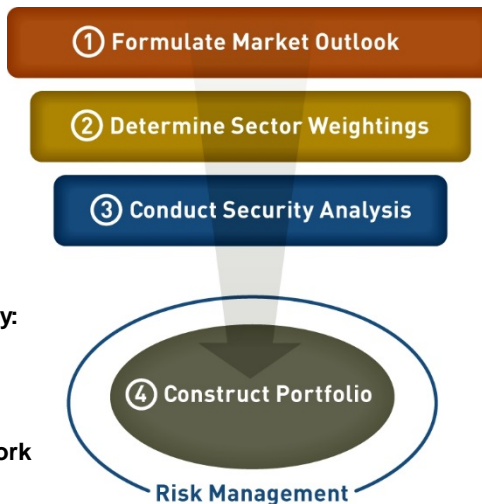 ① Formulate Market Outlook
② Determine Sector Weightings
③ Conduct Security Analysis
y:
④ Construct Portfolio
ork
Risk Management